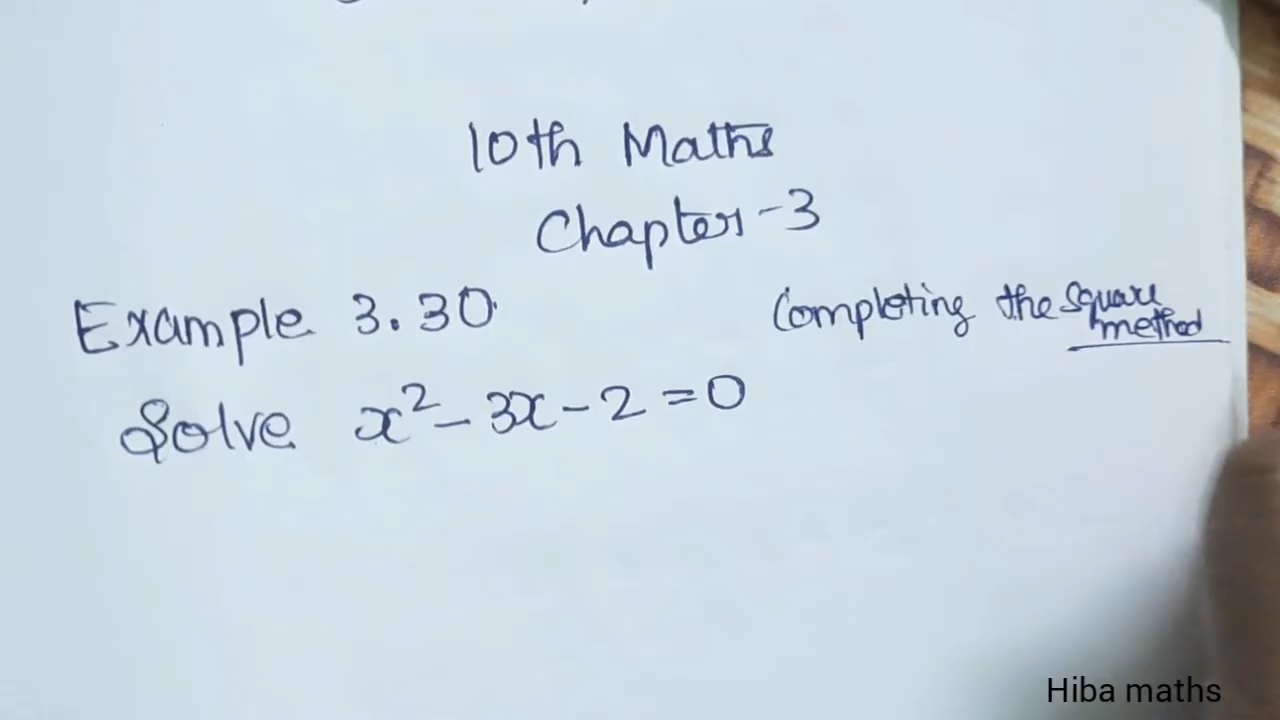 10th Maths
Chapter-3
Example 3.30
Completing the square
method
Solve x² - 3x - 2 = 0
Hiba maths